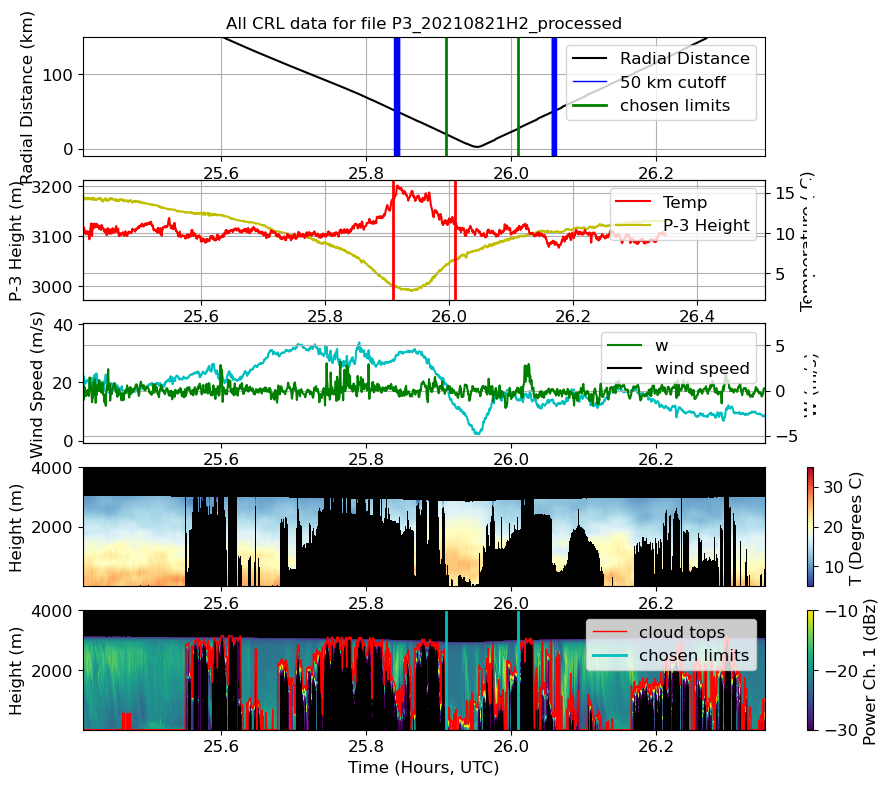 All CRL data for file P3_20210821H2_processed
Radial Distance (km)
100
0
Radial Distance
50 km cutoff
chosen limits
25.6
25.8
26.0
26.2
P-3 Height (m)
3200
3100
3000
Temp
P-3 Height
15
10
5
Temperature ( C)
25.6
25.8
26.0
26.2
26.4
Wind Speed (m/s)
40
20
0
w
wind speed
5
0
−5
W (m/s)
25.6
25.8
26.0
26.2
Height (m)
4000
2000
30
20
10
T (Degrees C)
25.6
25.8
26.0
26.2
Height (m)
4000
2000
cloud tops
chosen limits
−10
−20
−30
Power Ch. 1 (dBz)
25.6
25.8
26.0
26.2
Time (Hours, UTC)